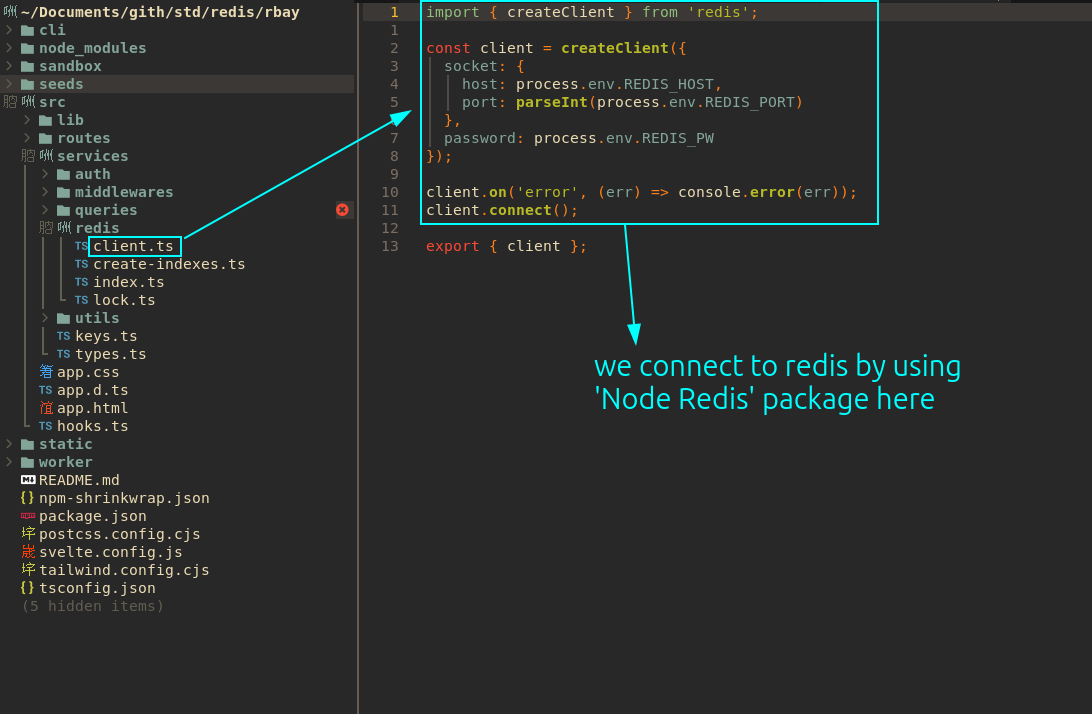 ~/Documents/gith/std/redis/rbay
cli
node_modules
sandbox
seeds
src
lib
routes
services
auth
middlewares
queries
redis
TS client.ts
TS create-indexes.ts
TS index.ts
TS lock.ts
utils
TS keys.ts
TS types.ts
app.css
TS app.d.ts
app.html
TS hooks.ts
static
worker
README.md
{} npm-shrinkwrap.json
package.json
postcss.config.cjs
svelte.config.js
tailwind.config.cjs
{} tsconfig.json
(5 hidden items)
1 import { createClient } from 'redis';
1
2 const client = createClient({
3 socket: {
4 host: process.env.REDIS_HOST,
5 port: parseInt(process.env.REDIS_PORT)
},
7 password: process.env.REDIS_PW
8 });
9
10 client.on('error', (err) => console.error(err));
11 client.connect();
12
13 export { client };
we connect to redis by using
'Node Redis' package here